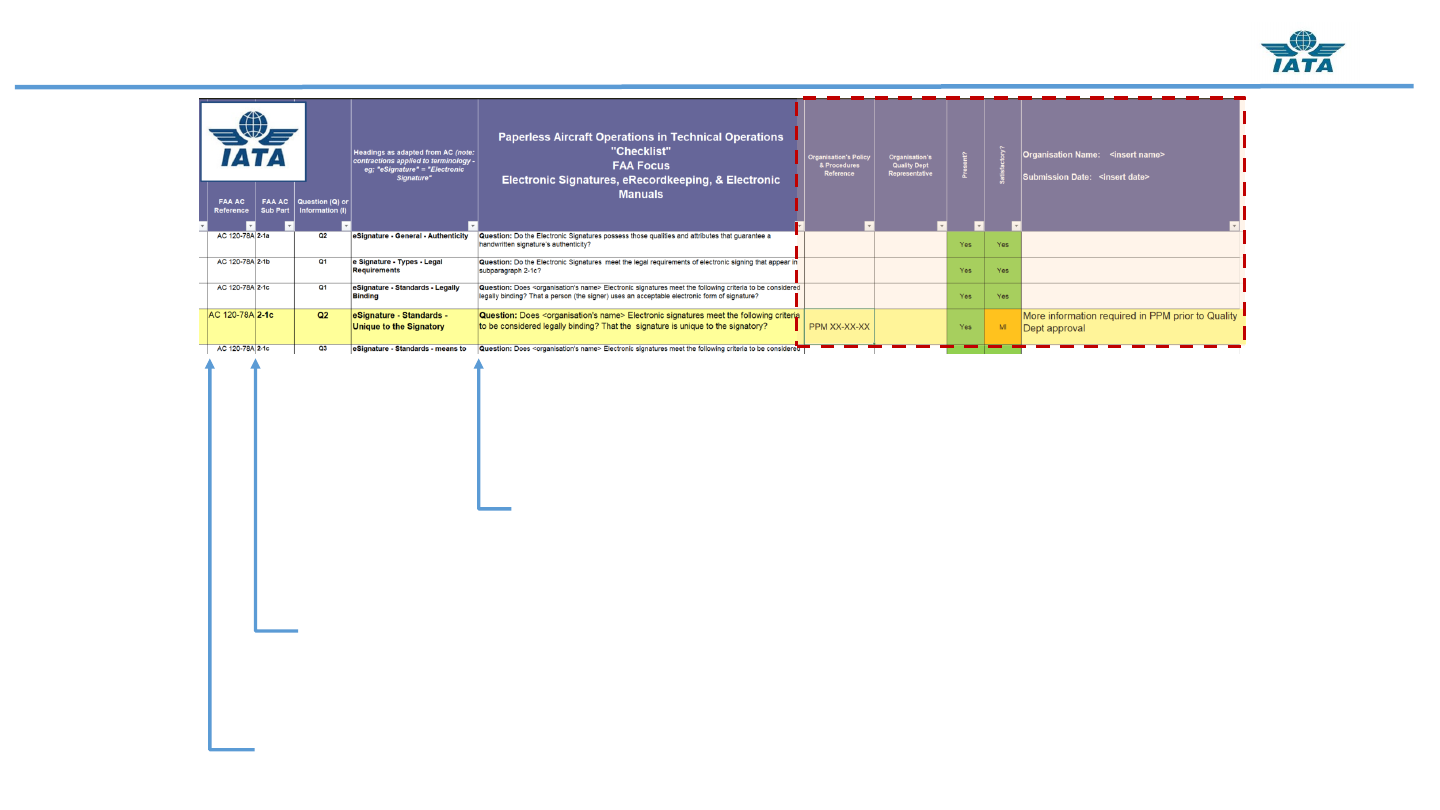 IATA
IATA
FAA AC
Reference
FAA AC
Sub Part
Question (Q) or
Information (I)
Headings as adapted from AC (note:
contractions applied to terminology -
eg: "eSignature" = "Electronic
Signature"
Paperless Aircraft Operations in Technical Operations
"Checklist"
FAA Focus
Electronic Signatures, eRecordkeeping, & Electronic
Manuals
Organisation's Policy
& Procedures
Reference
Organisation's
Quality Dept
Representative
Present?
Satisfactory?
Organisation Name: <insert name>
Submission Date: <insert date>
AC 120-78A 2-1a Q2 eSignature - General - Authenticity Question: Do the Electronic Signatures possess those qualities and attributes that guarantee a
handwritten signature's authenticity?
Yes Yes
AC 120-78A 2-1b Q1 e Signature - Types - Legal
Requirements
Question: Do the Electronic Signatures meet the legal requirements of electronic signing that appear in
subparagraph 2-1c?
Yes Yes
AC 120-78A 2-1c Q1 eSignature - Standards - Legally
Binding
Question: Does <organisation's name> Electronic signatures meet the following criteria to be considered
legally binding? That a person (the signer) uses an acceptable electronic form of signature?
Yes Yes
AC 120-78A 2-1c Q2 eSignature - Standards -
Unique to the Signatory
Question: Does <organisation's name> Electronic signatures meet the following criteria
to be considered legally binding? That the signature is unique to the signatory?
PPM XX-XX-XX Yes MI
More information required in PPM prior to Quality
Dept approval
AC 120-78A 2-1c Q3 eSignature - Standards - means to Question: Does <organisation's name> Electronic signatures meet the following criteria to be considered